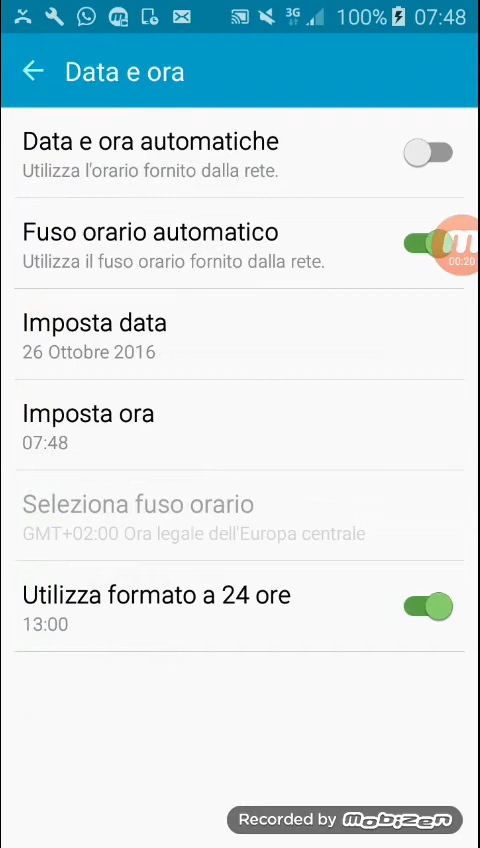 3G 100% 07:48
Data e ora
Data e ora automatiche
Utilizza l'orario fornito dalla rete.
Fuso orario automatico
Utilizza il fuso orario fornito dalla rete.
00:20
Imposta data
26 Ottobre 2016
Imposta ora
07:48
Seleziona fuso orario
GMT+02:00 Ora legale dell'Europa centrale
Utilizza formato a 24 ore
13:00
Recorded by mobizen